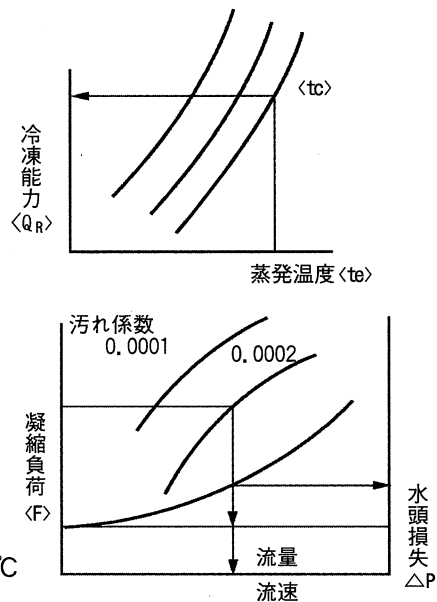 冷凍能力
〈QR〉
〈tc〉
蒸発温度〈te〉
汚れ係数
0.0001
0.0002
凝縮負荷
〈F〉
水頭損失
△P
流量
流速
℃